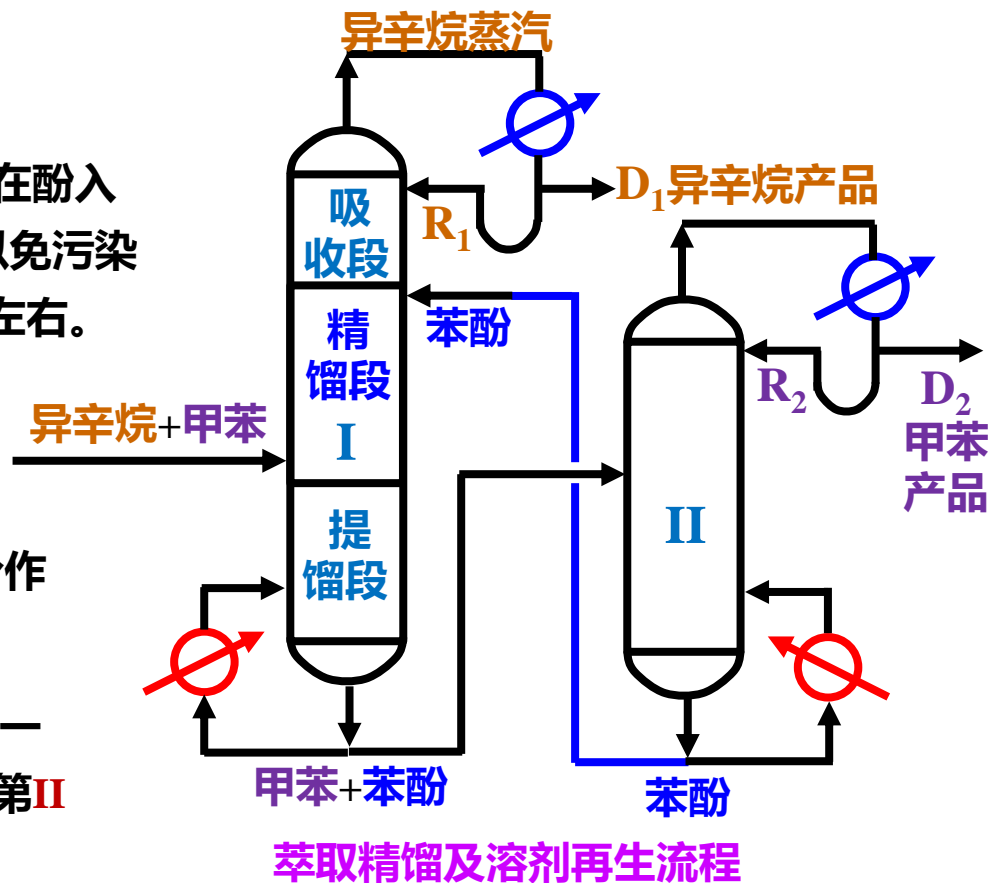 异辛烷蒸汽
在酚入
以免污染
左右。
吸
收段
R1
D1异辛烷产品
精
馏段
I
苯酚
异辛烷+甲苯
R2
D2
甲苯
产品
提
馏段
II
作
一
第II
甲苯+苯酚
苯酚
萃取精馏及溶剂再生流程